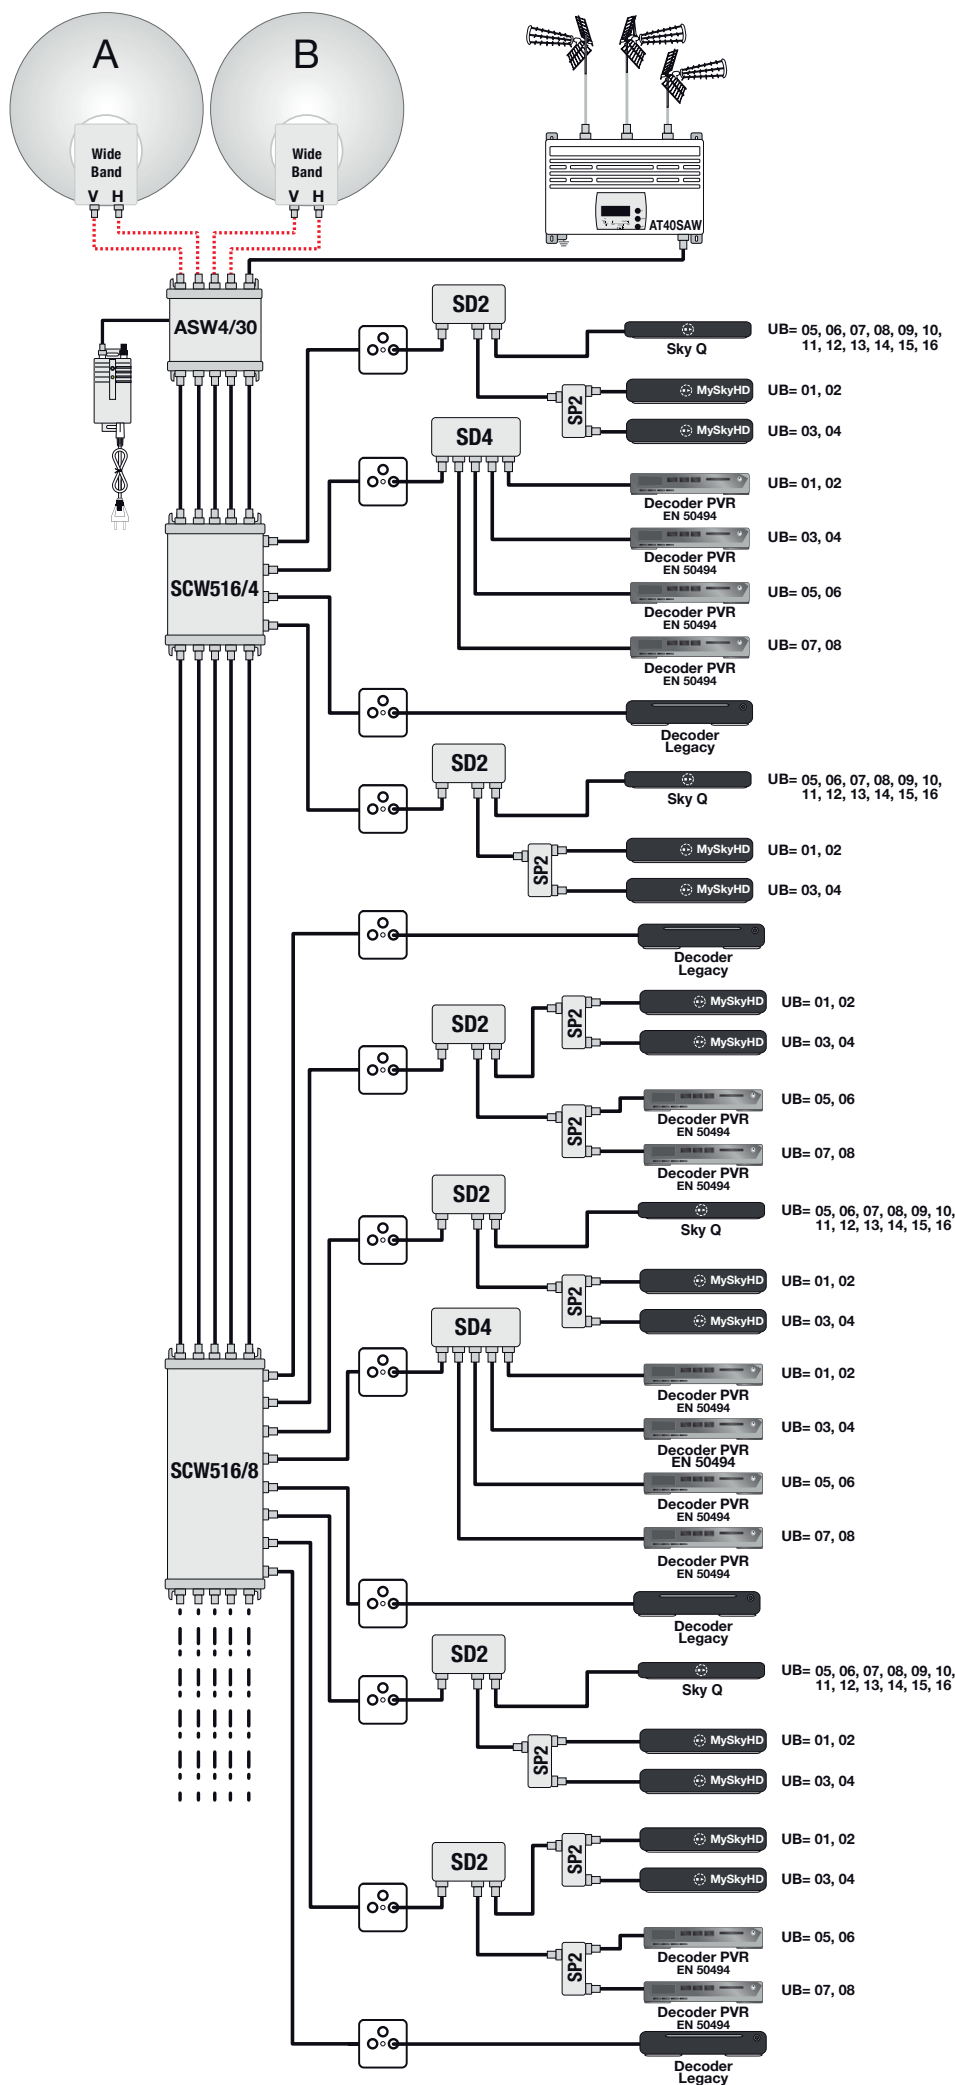 A
B
Wide
Band
V H
Wide
Band
V H
AT40SAW
ASW4/30
SD2
Sky Q
UB= 05, 06, 07, 08, 09, 10,
11, 12, 13, 14, 15, 16
SP2
MySkyHD
UB= 01, 02
MySkyHD
UB= 03, 04
SD4
UB= 01, 02
Decoder PVR
EN 50494
UB= 03, 04
Decoder PVR
EN 50494
SCW516/4
UB= 05, 06
Decoder PVR
EN 50494
UB= 07, 08
Decoder PVR
EN 50494
Decoder
Legacy
SD2
Sky Q
UB= 05, 06, 07, 08, 09, 10,
11, 12, 13, 14, 15, 16
SP2
MySkyHD
UB= 01, 02
MySkyHD
UB= 03, 04
Decoder
Legacy
SD2
SP2
MySkyHD
UB= 01, 02
MySkyHD
UB= 03, 04
SP2
UB= 05, 06
Decoder PVR
EN 50494
UB= 07, 08
Decoder PVR
EN 50494
SD2
Sky Q
UB= 05, 06, 07, 08, 09, 10,
11, 12, 13, 14, 15, 16
SP2
MySkyHD
UB= 01, 02
MySkyHD
UB= 03, 04
SD4
UB= 01, 02
Decoder PVR
EN 50494
UB= 03, 04
Decoder PVR
EN 50494
SCW516/8
UB= 05, 06
Decoder PVR
EN 50494
UB= 07, 08
Decoder PVR
EN 50494
Decoder
Legacy
SD2
Sky Q
UB= 05, 06, 07, 08, 09, 10,
11, 12, 13, 14, 15, 16
SP2
MySkyHD
UB= 01, 02
MySkyHD
UB= 03, 04
SD2
SP2
MySkyHD
UB= 01, 02
MySkyHD
UB= 03, 04
SP2
UB= 05, 06
Decoder PVR
EN 50494
UB= 07, 08
Decoder PVR
EN 50494
Decoder
Legacy